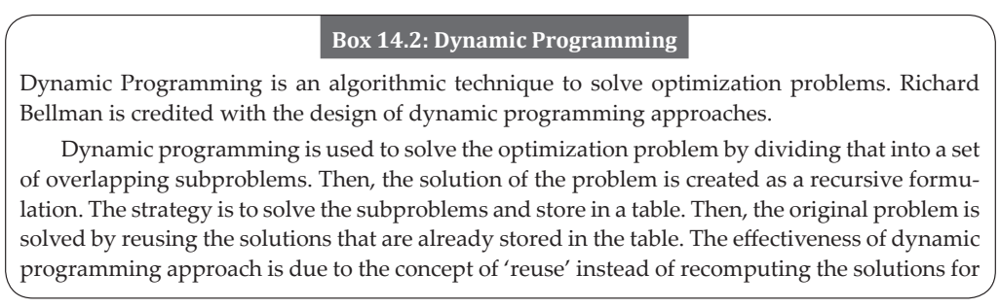 Box 14.2: Dynamic Programming
Dynamic Programming is an algorithmic technique to solve optimization problems. Richard
Bellman is credited with the design of dynamic programming approaches.
Dynamic programming is used to solve the optimization problem by dividing that into a set
of overlapping subproblems. Then, the solution of the problem is created as a recursive formu-
lation. The strategy is to solve the subproblems and store in a table. Then, the original problem is
solved by reusing the solutions that are already stored in the table. The effectiveness of dynamic
programming approach is due to the concept of ‘reuse’ instead of recomputing the solutions for